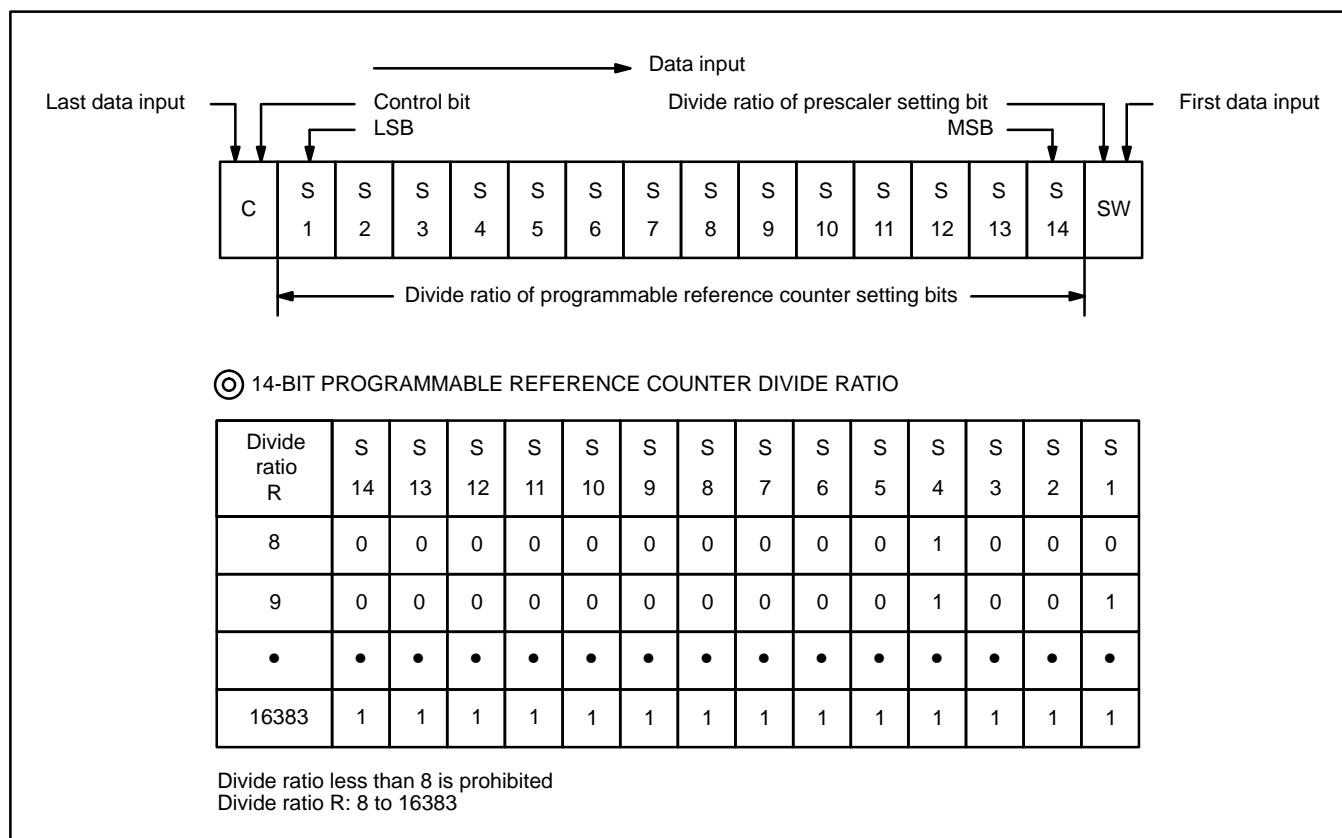 Data input
Last data input Control bit Divide ratio of prescaler setting bit First data input
LSB MSB
C S 1 S 2 S 3 S 4 S 5 S 6 S 7 S 8 S 9 S 10 S 11 S 12 S 13 S 14 SW
Divide ratio of programmable reference counter setting bits
14-BIT PROGRAMMABLE REFERENCE COUNTER DIVIDE RATIO
Divide ratio R S 14 S 13 S 12 S 11 S 10 S 9 S 8 S 7 S 6 S 5 S 4 S 3 S 2 S 1
8 0 0 0 0 0 0 0 0 0 0 1 0 0 0
9 0 0 0 0 0 0 0 0 0 0 1 0 0 1
• • • • • • • • • • • • • • •
16383 1 1 1 1 1 1 1 1 1 1 1 1 1 1
Divide ratio less than 8 is prohibited
Divide ratio R: 8 to 16383